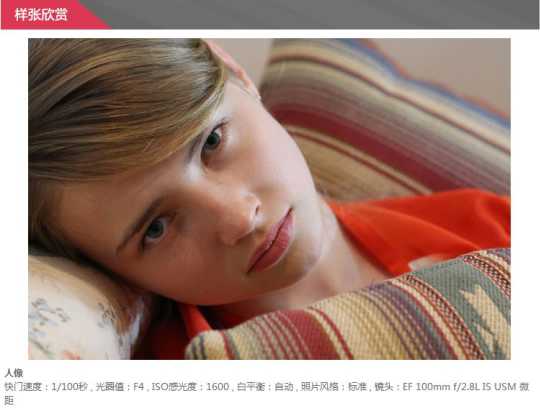 样张欣赏
人像
快门速度：1/100秒 , 光圈值：F4 , ISO感光度：1600 , 白平衡：自动 , 照片风格：标准 , 镜头：EF 100mm f/2.8L IS USM 微
距